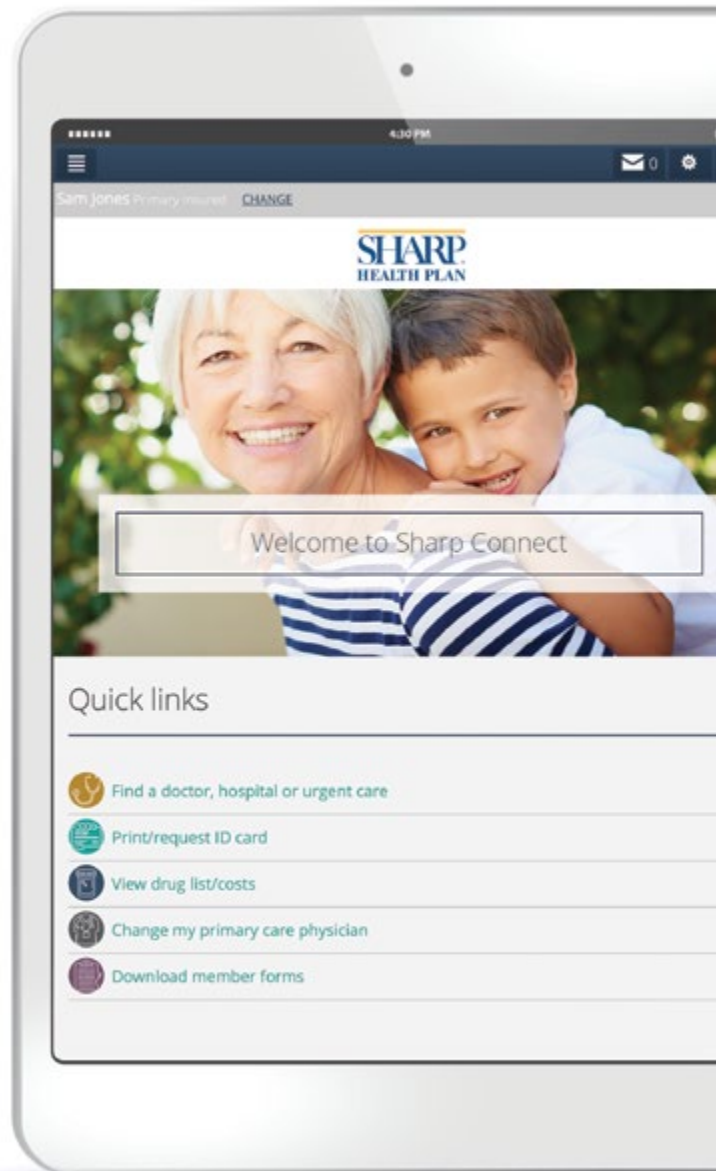 4:30 PM
0
Sam Jones Primary insured CHANGE
SHARP
HEALTH PLAN
Welcome to Sharp Connect
Quick links
Find a doctor, hospital or urgent care
Print/request ID card
View drug list/costs
Change my primary care physician
Download member forms